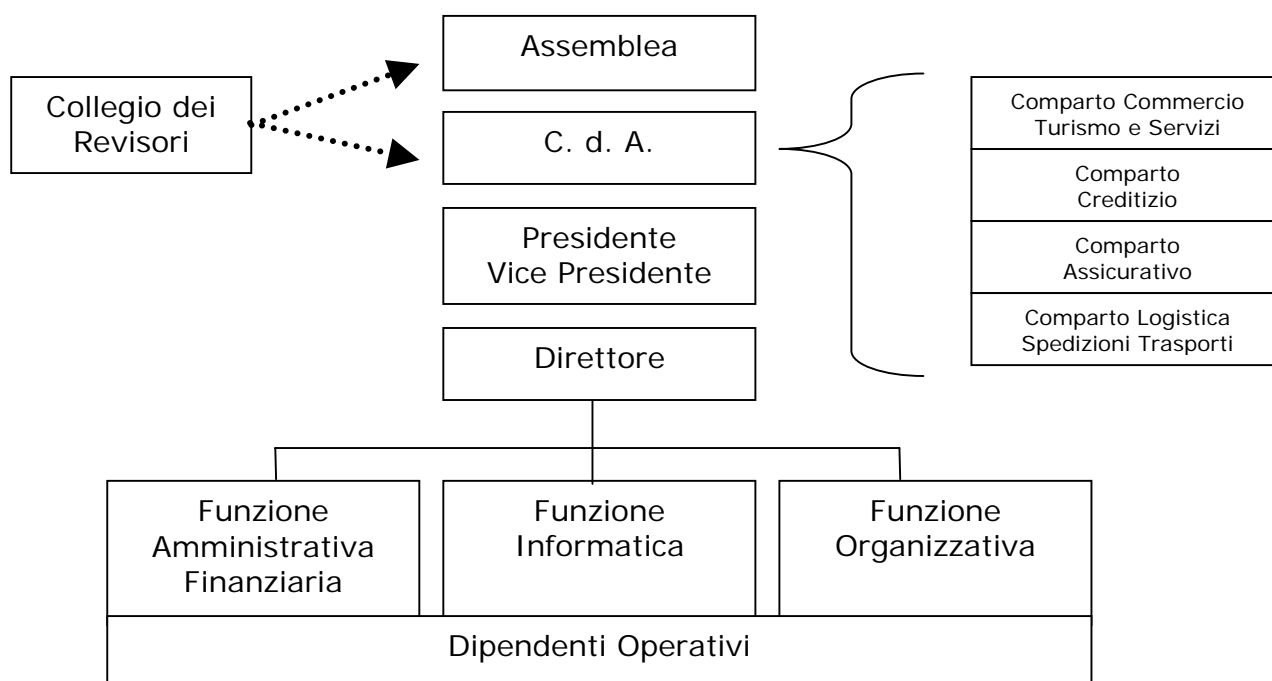 Assemblea
Collegio dei
Revisori
C. d. A.
Presidente
Vice Presidente
Direttore
Comparto Commercio
Turismo e Servizi
Comparto
Creditizio
Comparto
Assicurativo
Comparto Logistica
Spedizioni Trasporti
Funzione
Amministrativa
Finanziaria
Funzione
Informatica
Funzione
Organizzativa
Dipendenti Operativi